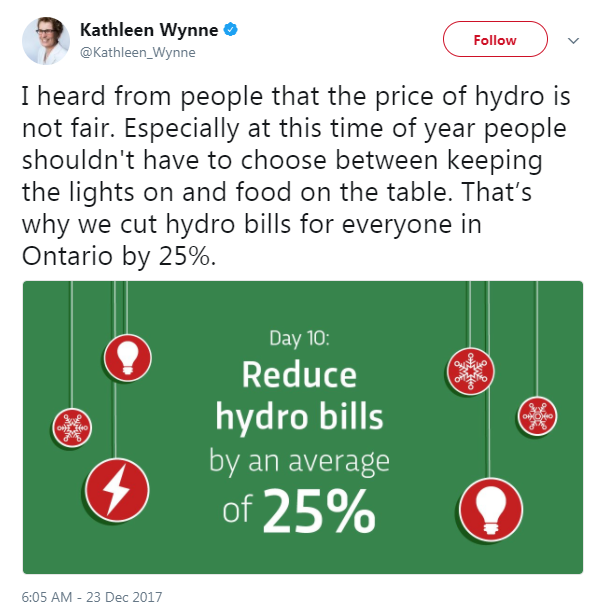 Kathleen Wynne
@Kathleen_Wynne
Follow
I heard from people that the price of hydro is
not fair. Especially at this time of year people
shouldn't have to choose between keeping
the lights on and food on the table. That’s
why we cut hydro bills for everyone in
Ontario by 25%.
Day 10:
Reduce
hydro bills
by an average
of 25%
6:05 AM - 23 Dec 2017